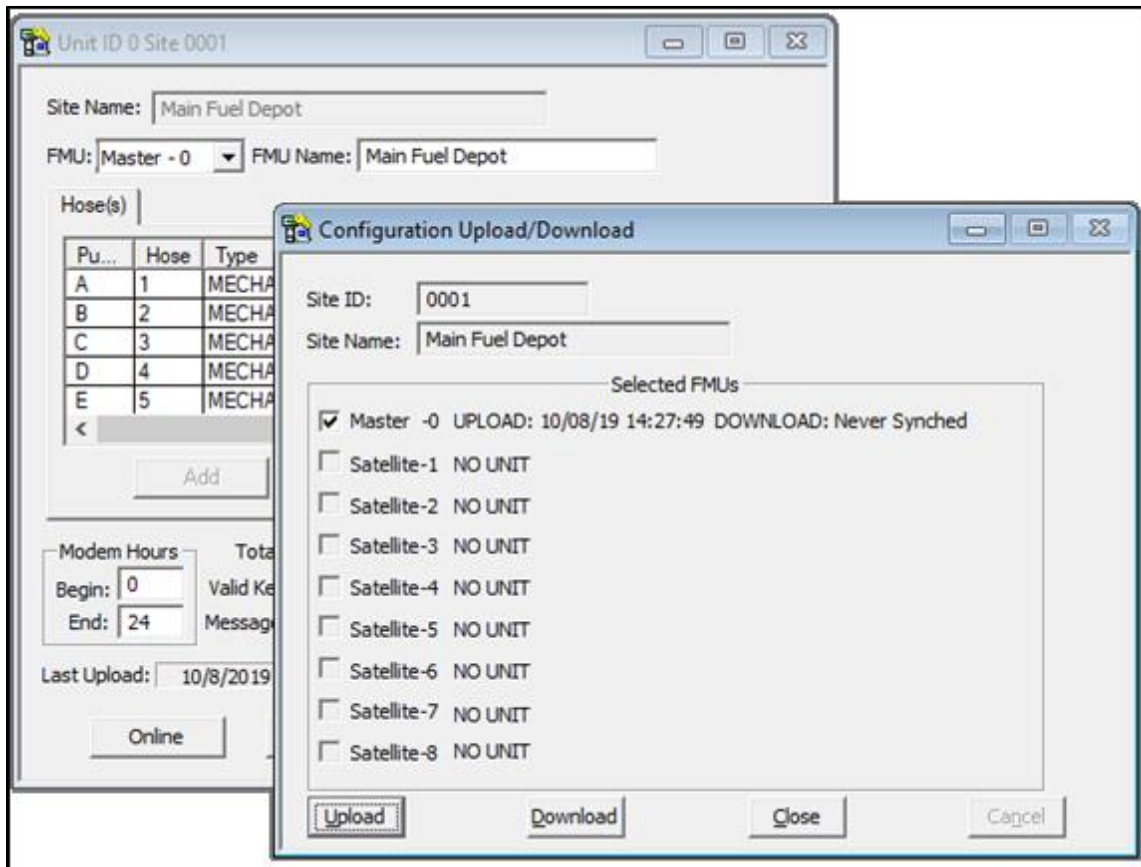 Unit ID 0 Site 0001
Site Name: Main Fuel Depot
FMU: Master - 0 FMU Name: Main Fuel Depot
Hose(s)
Pu... Hose Type
A 1 MECHA
B 2 MECHA
C 3 MECHA
D 4 MECHA
E 5 MECHA
Add
Modem Hours Tota
Begin: 0 Valid Ke
End: 24 Message
Last Upload: 10/8/2019
Online
Configuration Upload/Download
Site ID: 0001
Site Name: Main Fuel Depot
Selected FMUs
Master -0 UPLOAD: 10/08/19 14:27:49 DOWNLOAD: Never Synched
Satellite-1 NO UNIT
Satellite-2 NO UNIT
Satellite-3 NO UNIT
Satellite-4 NO UNIT
Satellite-5 NO UNIT
Satellite-6 NO UNIT
Satellite-7 NO UNIT
Satellite-8 NO UNIT
Upload Download Close Cancel